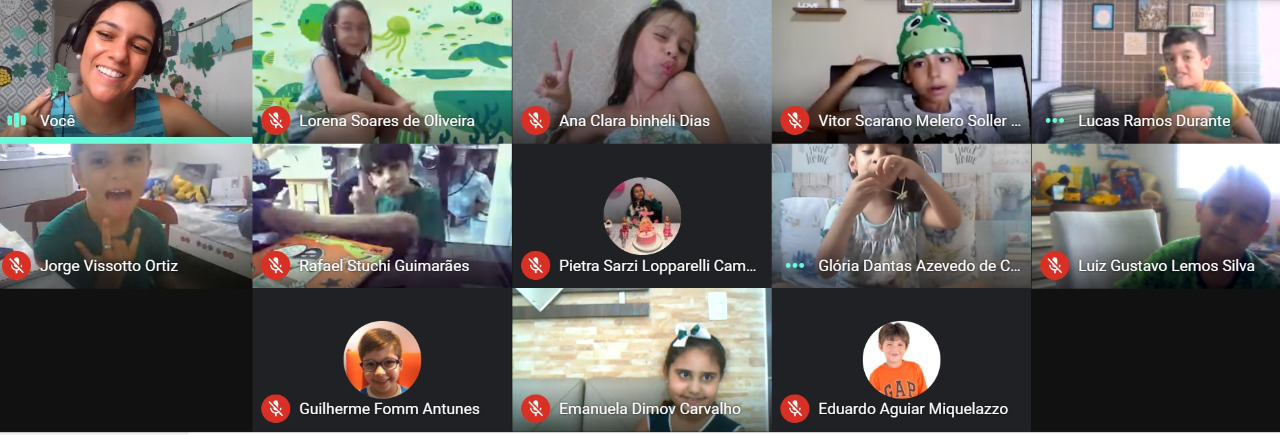 LOVE
Você
Lorena Soares de Oliveira
Ana Clara binhéli Dias
Vitor Scarano Melero Soller ...
Lucas Ramos Durante
Jorge Vissotto Ortiz
Rafael Stuchi Guimarães
Pietra Sarzi Lopparelli Cam...
Glória Dantas Azevedo de C...
Luiz Gustavo Lemos Silva
Guilherme Fomm Antunes
Emanuela Dimov Carvalho
Eduardo Aguiar Miquelazzo
GAP